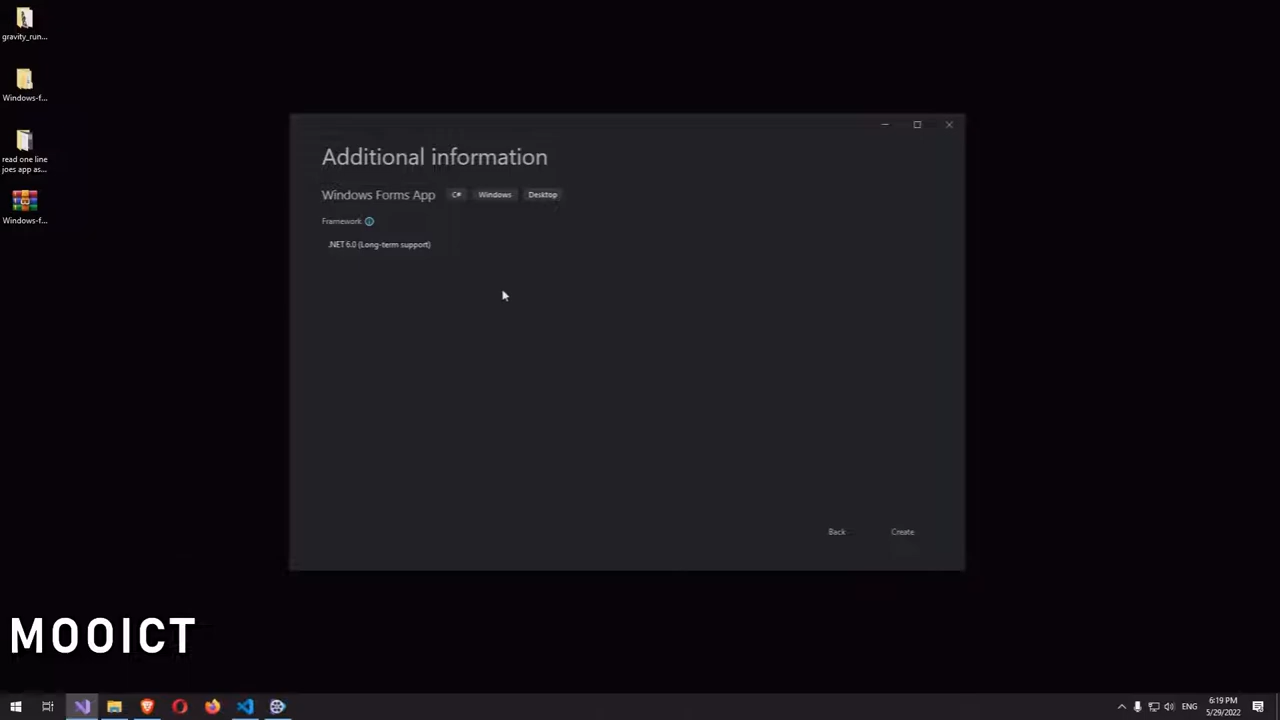 gravity_run...
Windows-f...
read one line
joes app as...
Windows-f...
Additional information
Windows Forms App C# Windows Desktop
Framework
.NET 6.0 (Long-term support)
Back Create
MOOICT
ENG
6:19 PM
5/29/2022